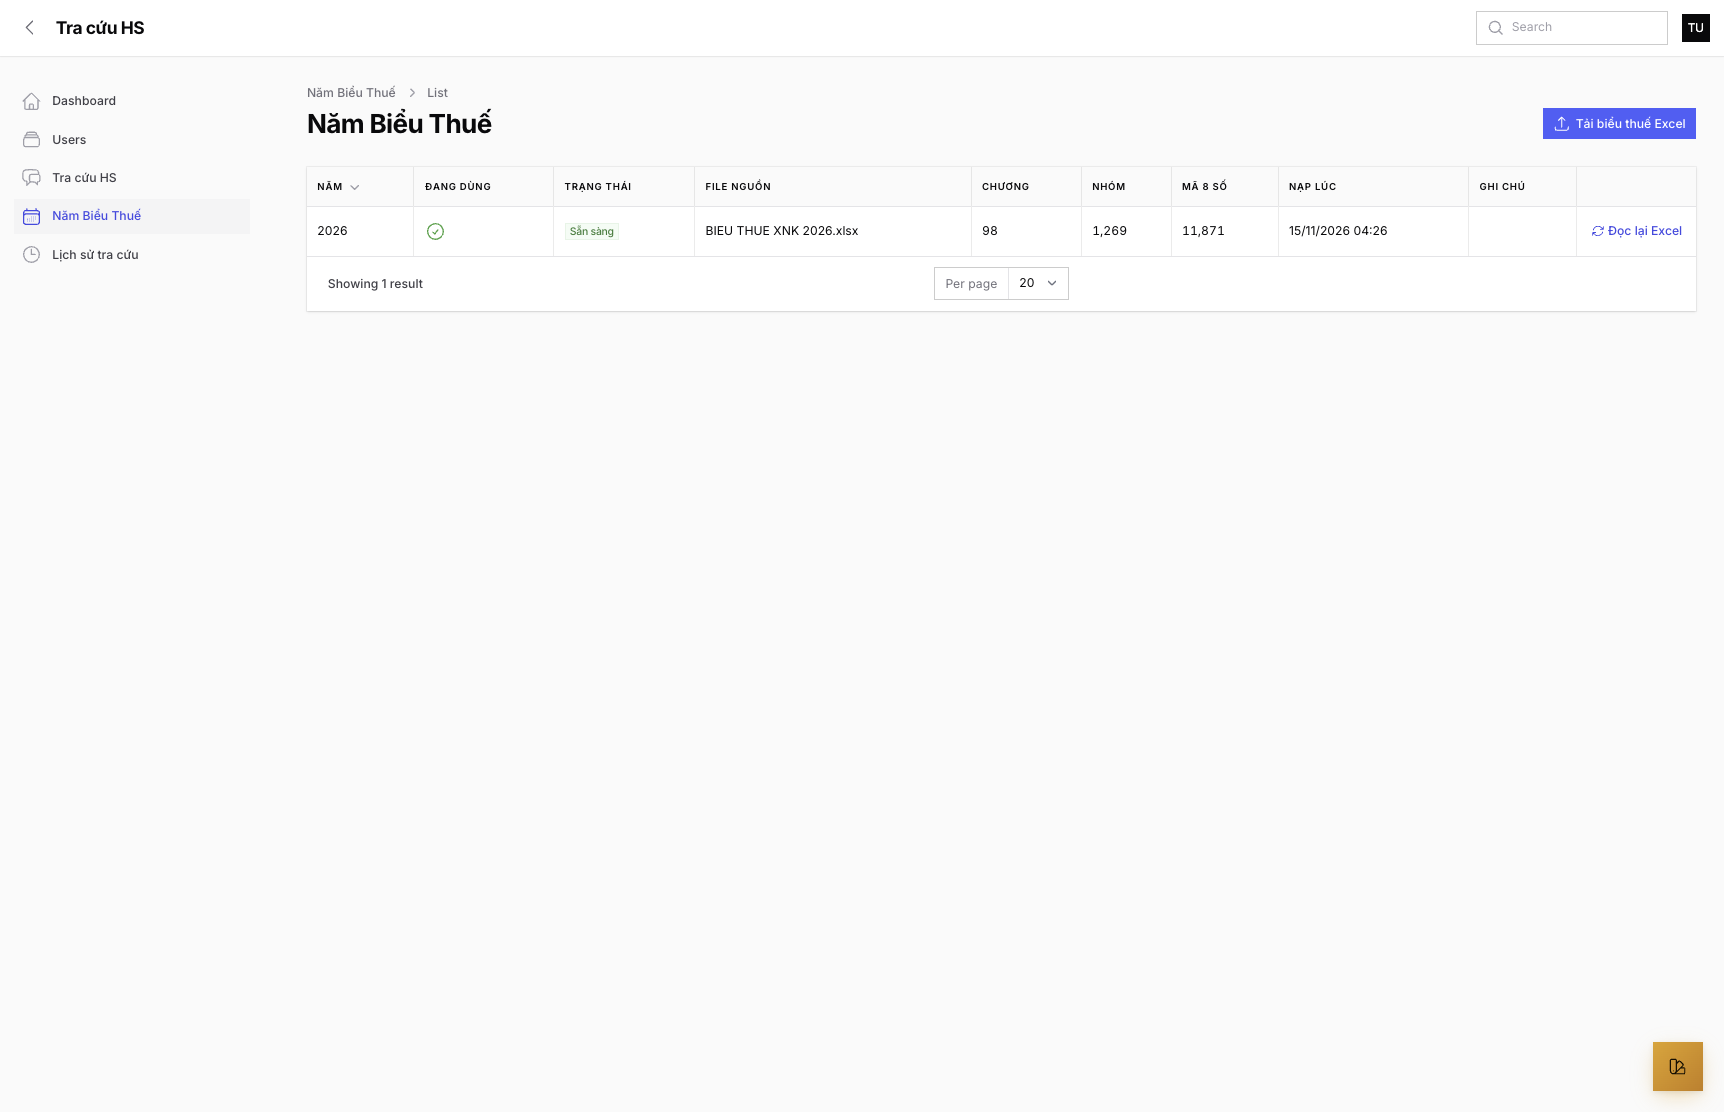 Tra cứu HS
Search
TU
Dashboard
Users
Tra cứu HS
Năm Biểu Thuế
Lịch sử tra cứu
Năm Biểu Thuế > List
Năm Biểu Thuế
Tải biểu thuế Excel
NĂM ĐANG DÙNG TRẠNG THÁI FILE NGUỒN CHƯƠNG NHÓM MÃ 8 SỐ NẠP LÚC GHI CHÚ
2026 Sẵn sàng BIEU THUE XNK 2026.xlsx 98 1,269 11,871 15/11/2026 04:26 Đọc lại Excel
Showing 1 result Per page 20